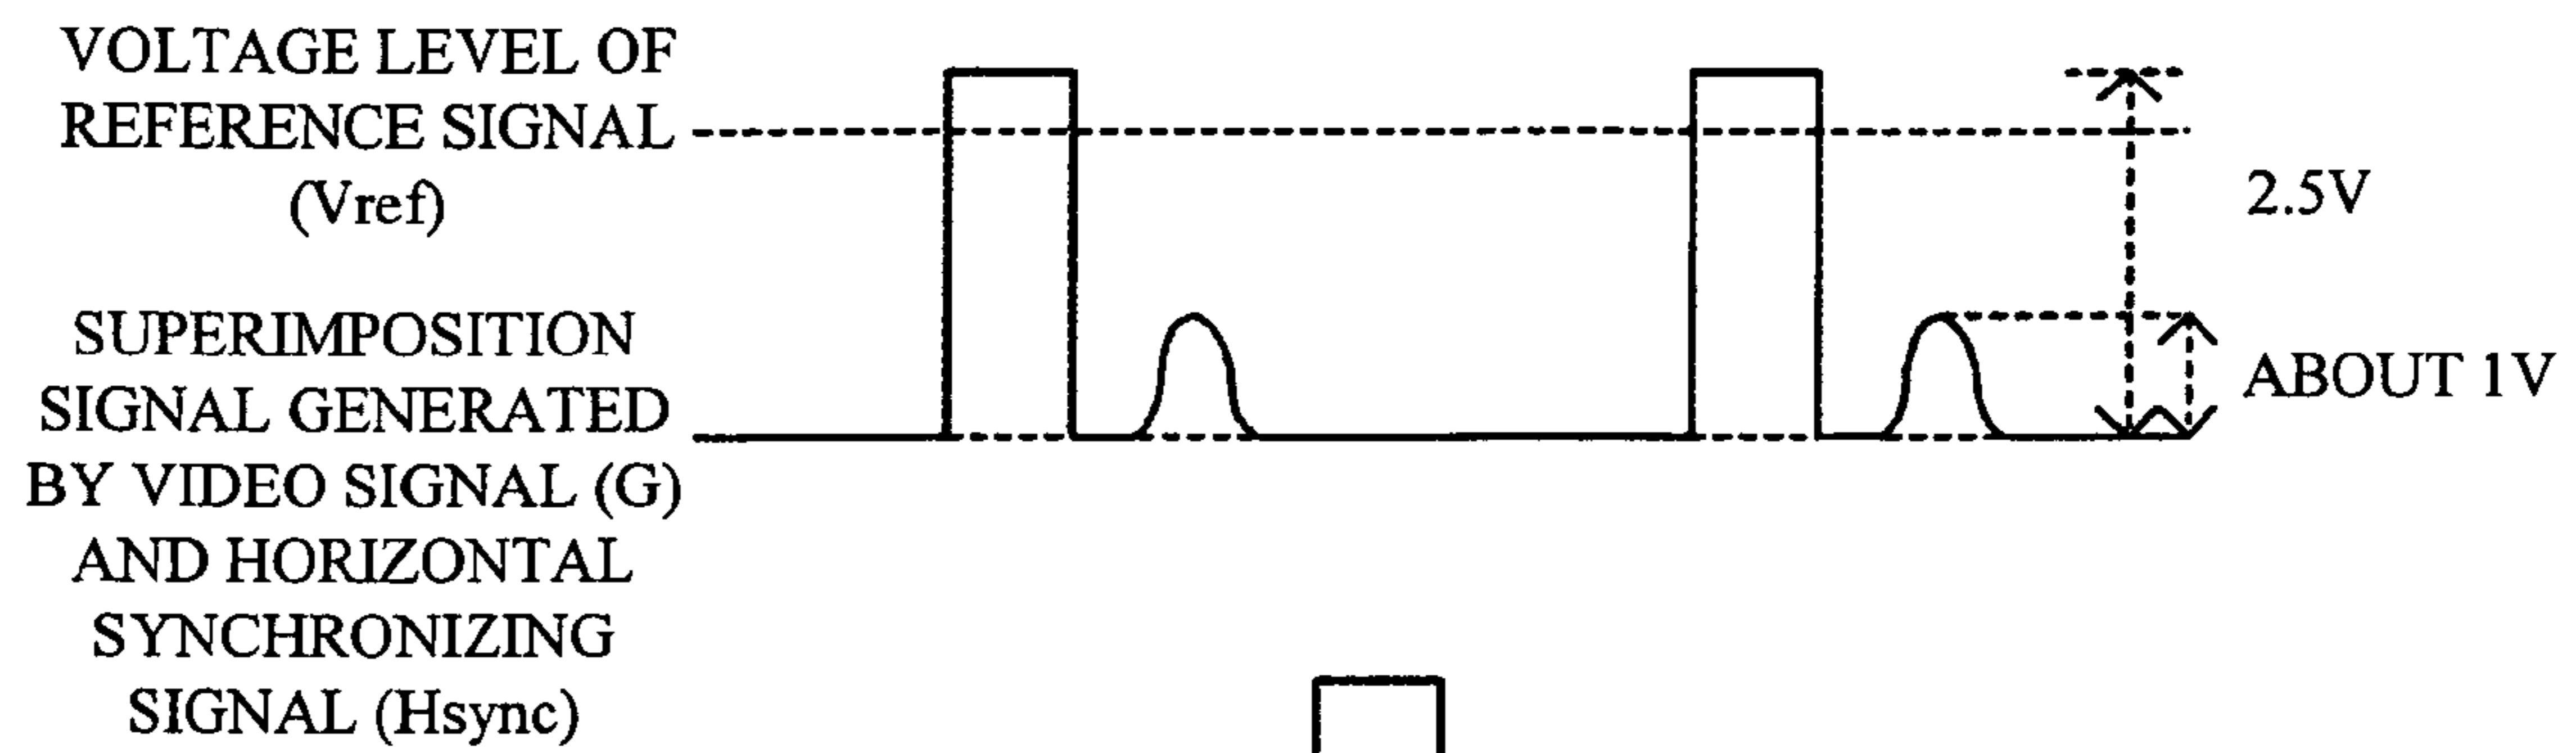 VOLTAGE LEVEL OF
REFERENCE SIGNAL
(Vref)
2.5V
SUPERIMPOSITION
SIGNAL GENERATED
BY VIDEO SIGNAL (G)
AND HORIZONTAL
SYNCHRONIZING
SIGNAL (Hsync)
ABOUT 1V